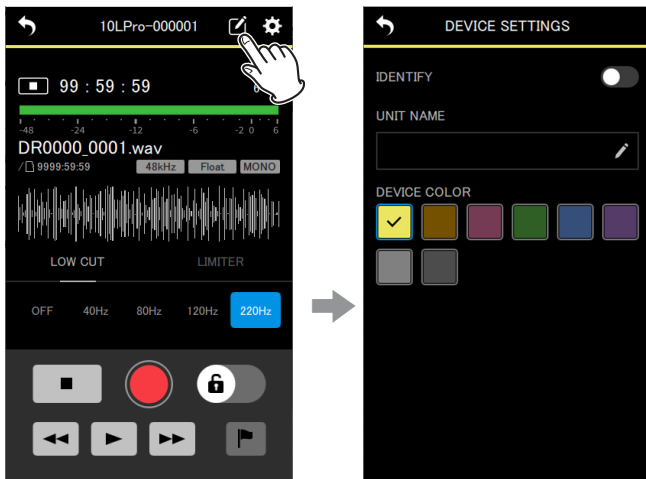 10LPro-000001
99 : 59 : 59
-48 -24 -12 -6 -2 0 6
DR0000_0001.wav
/ 9999:59:59 48kHz Float MONO
LOW CUT LIMITER
OFF 40Hz 80Hz 120Hz 220Hz
DEVICE SETTINGS
IDENTIFY
UNIT NAME
DEVICE COLOR